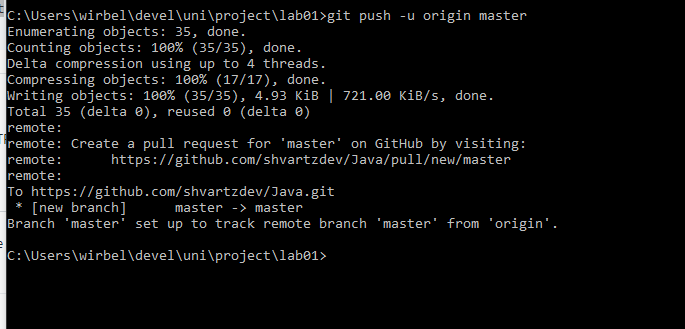 C:\Users\wirbel\devel\uni\project\lab01>git push -u origin master
Enumerating objects: 35, done.
Counting objects: 100% (35/35), done.
Delta compression using up to 4 threads.
Compressing objects: 100% (17/17), done.
Writing objects: 100% (35/35), 4.93 KiB | 721.00 KiB/s, done.
Total 35 (delta 0), reused 0 (delta 0)
remote:
remote: Create a pull request for 'master' on GitHub by visiting:
remote:      https://github.com/shvartzdev/Java/pull/new/master
remote:
To https://github.com/shvartzdev/Java.git
 * [new branch]      master -> master
Branch 'master' set up to track remote branch 'master' from 'origin'.
C:\Users\wirbel\devel\uni\project\lab01>